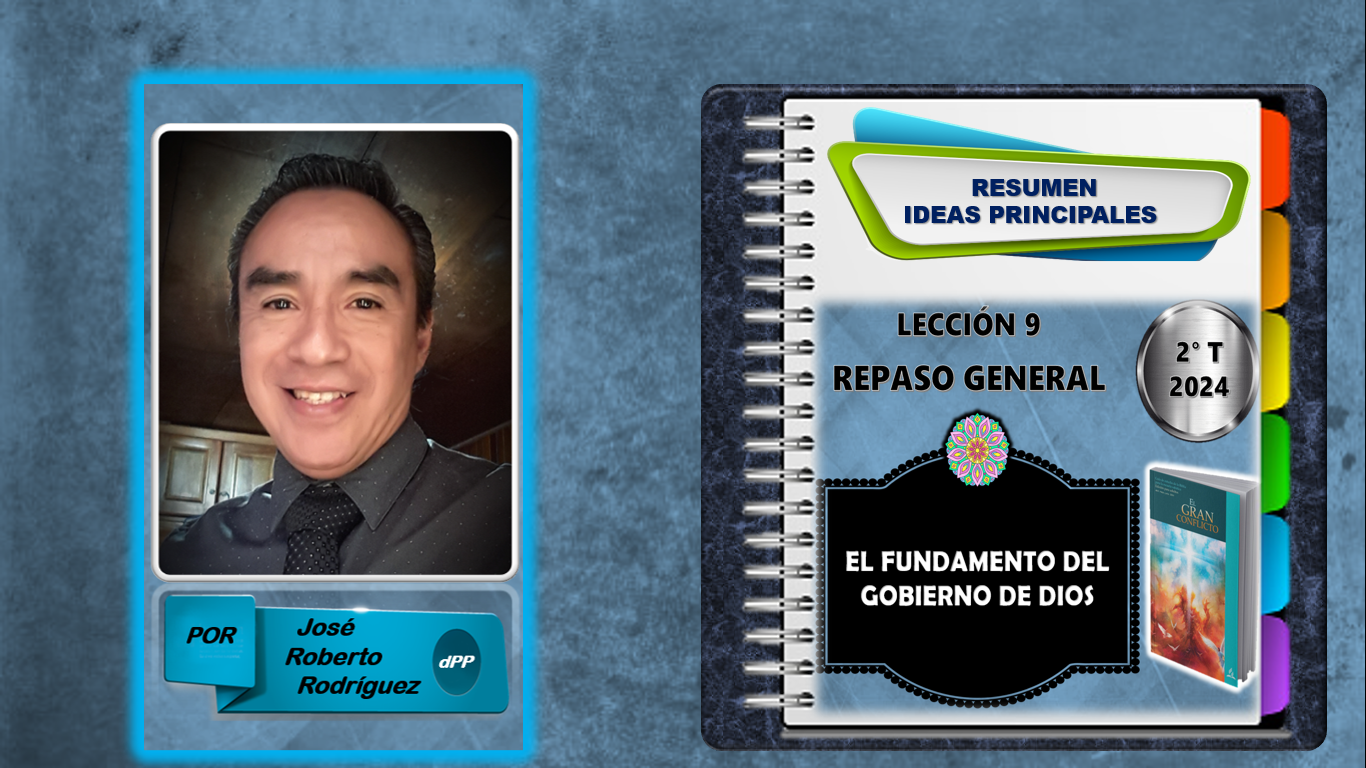 POR
José
Roberto
Rodríguez
dPP
RESUMEN
IDEAS PRINCIPALES
LECCIÓN 9
REPASO GENERAL
2° T
2024
EL FUNDAMENTO DEL
GOBIERNO DE DIOS
EL
GRAN
CONFLICTO